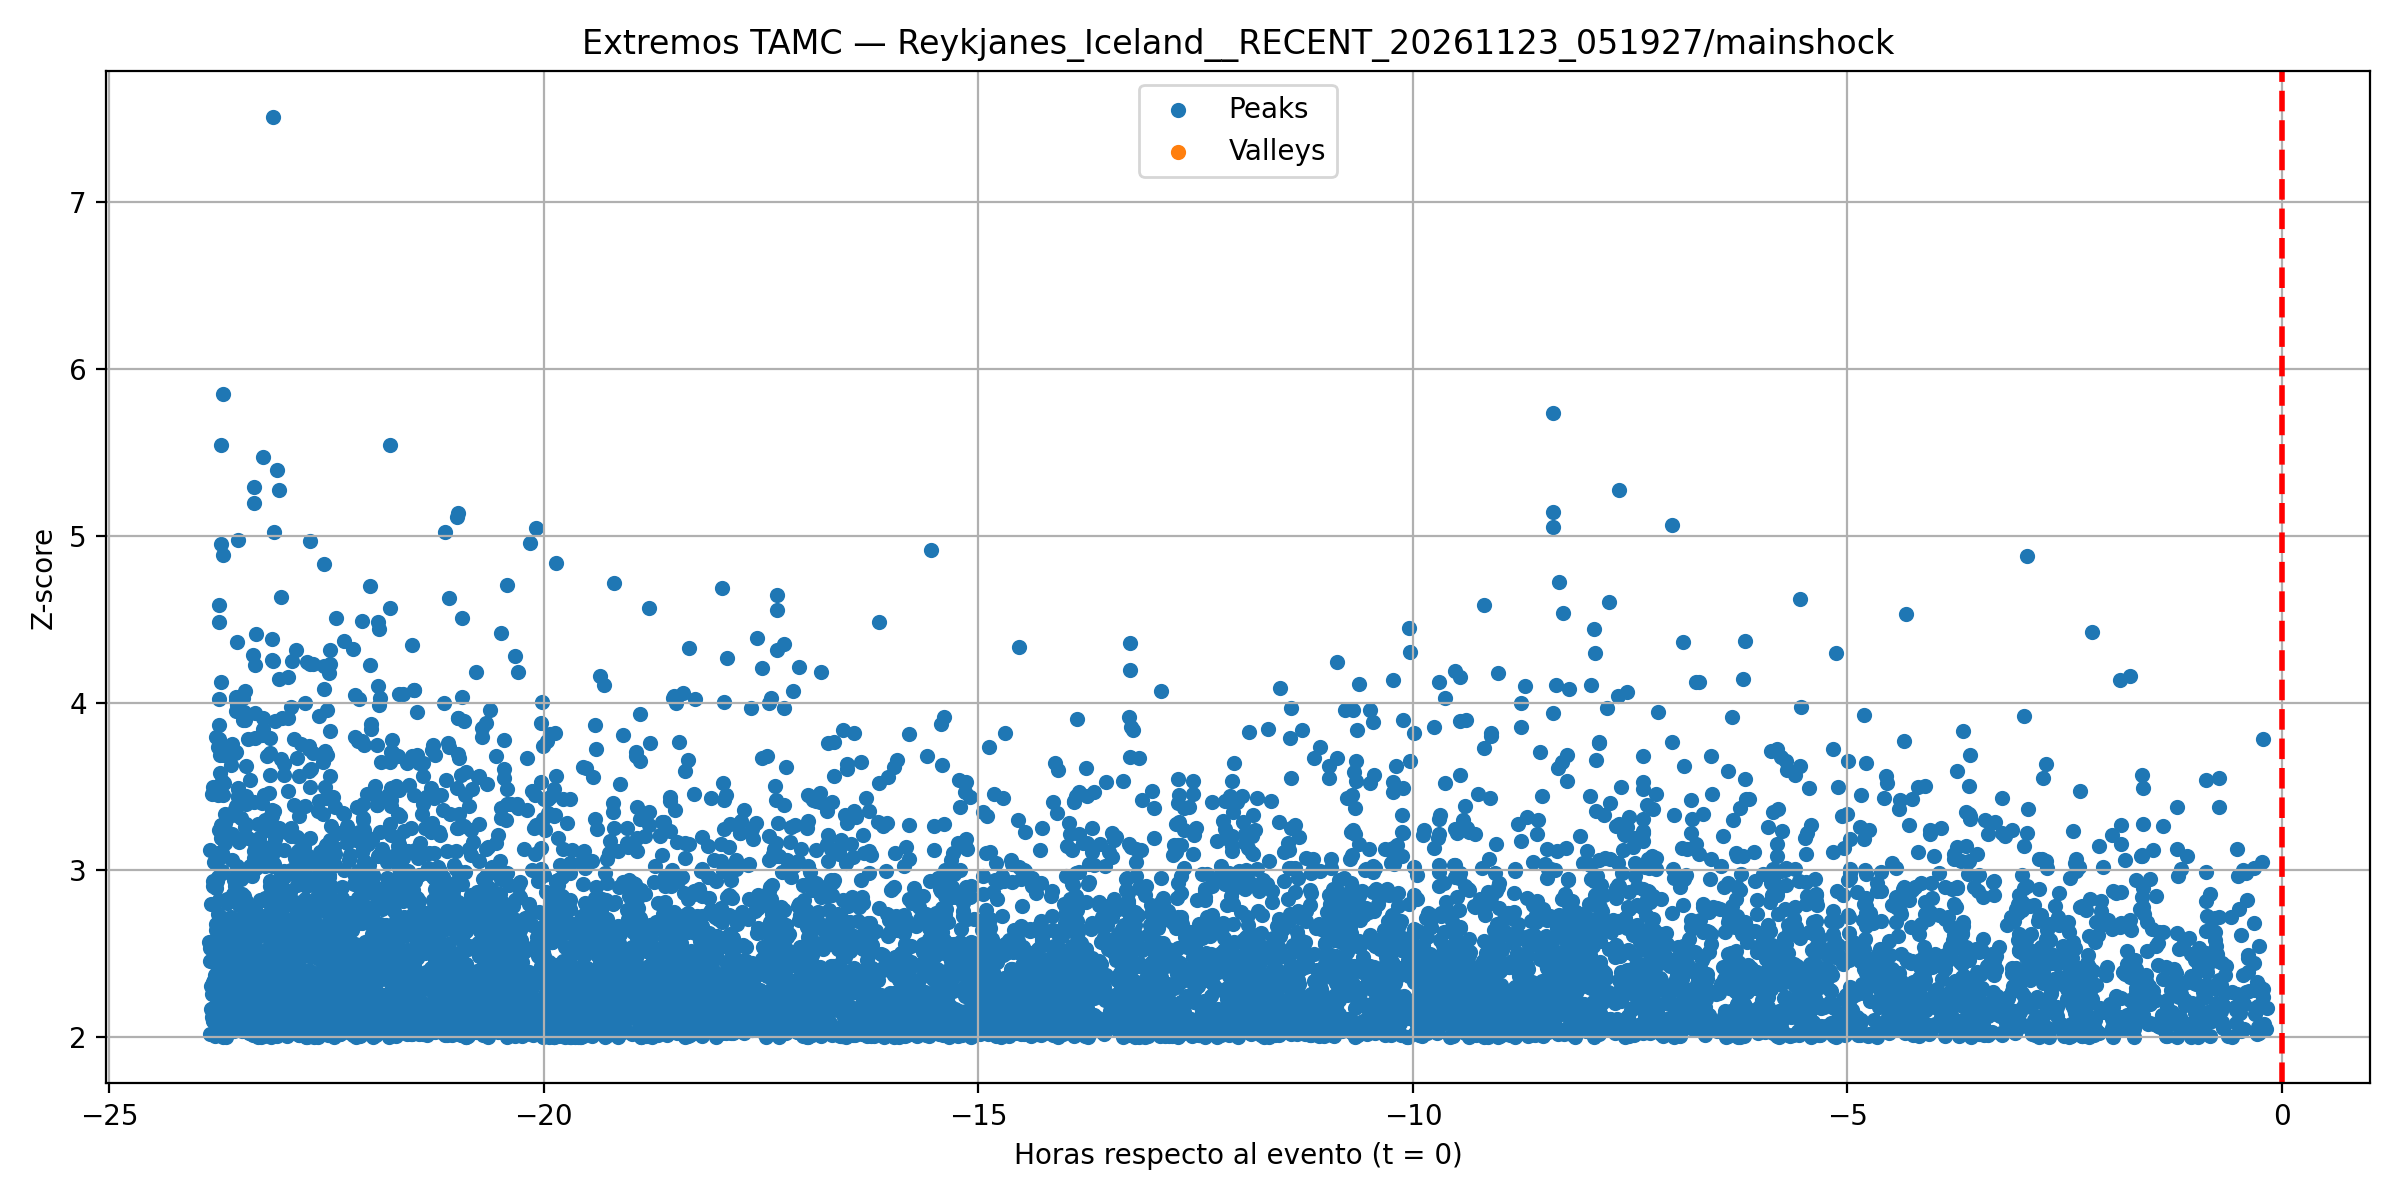 Extremos TAMC — Reykjanes_Iceland__RECENT_20261123_051927/mainshock
Peaks
Valleys
7
6
5
4
3
2
Z-score
−25
−20
−15
−10
−5
0
Horas respecto al evento (t = 0)